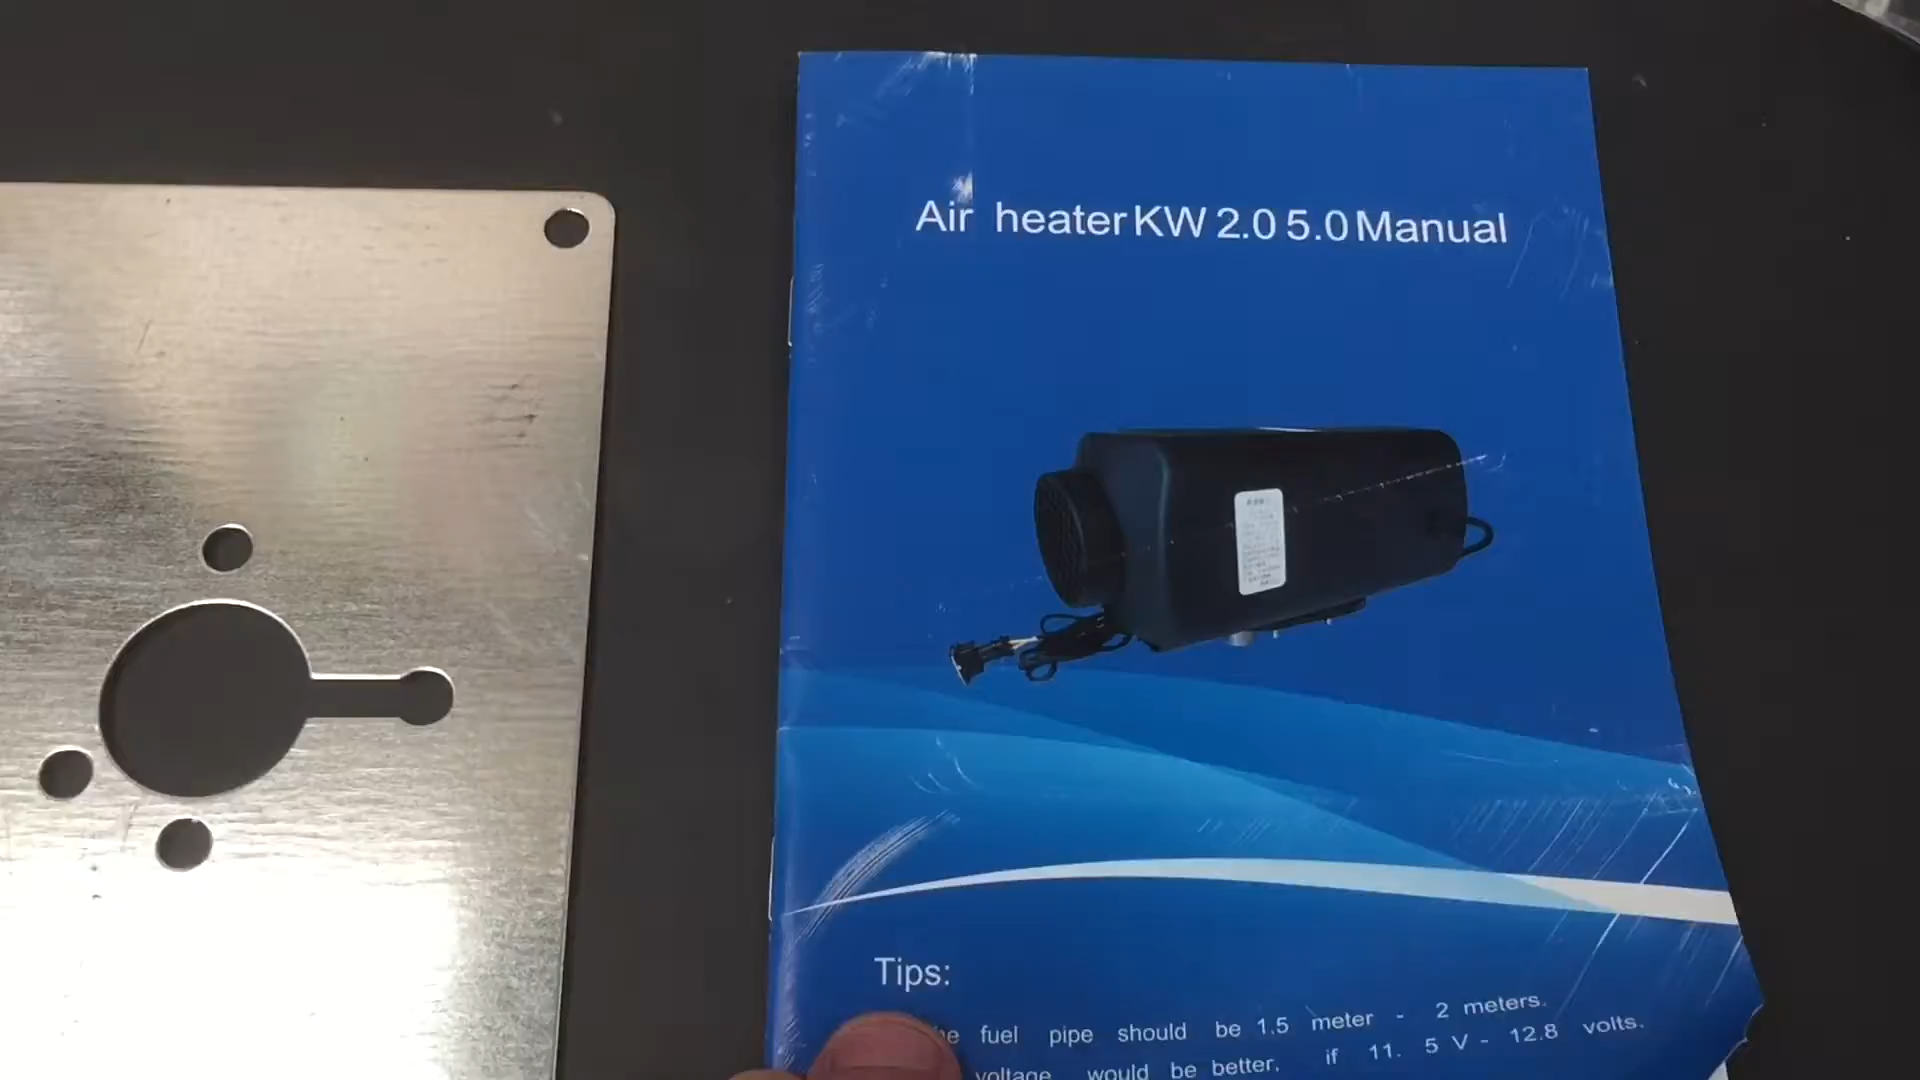 Air heater KW 2.0 5.0 Manual
Tips:
fuel pipe should be 1.5 meter - 2 meters.
voltage would be better. if 11. 5 V - 12.8 volts.